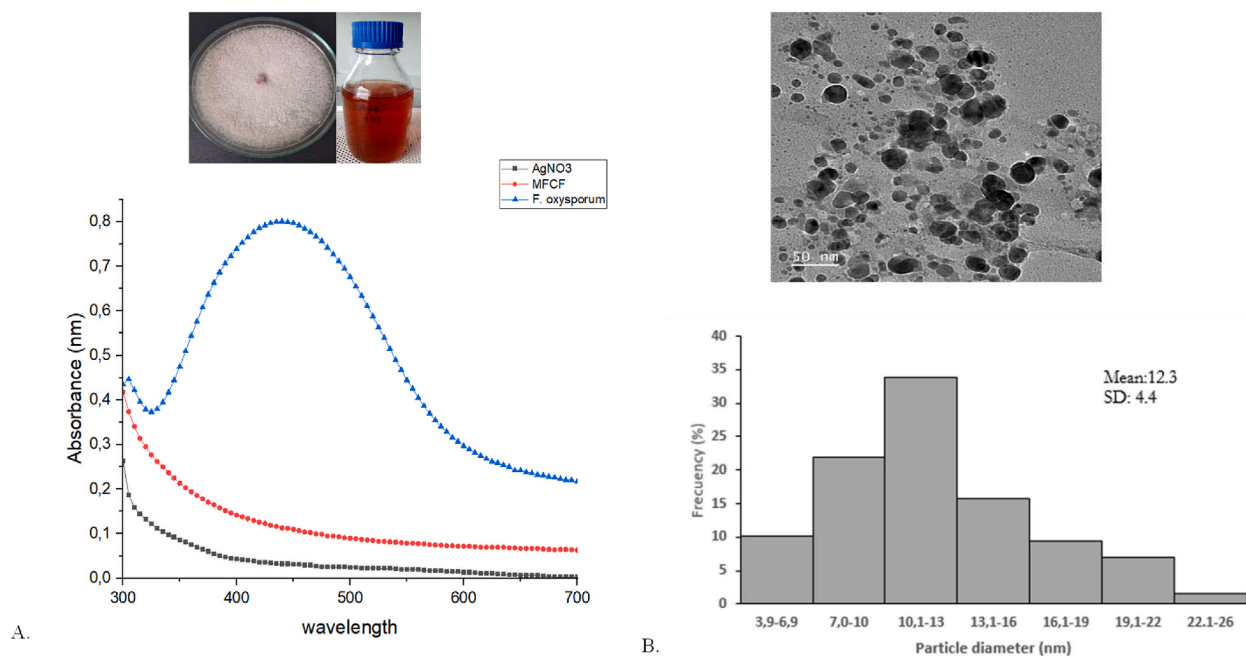 AgNO3
MFCF
F. oxysporum
0,8
0,7
0,6
0,5
0,4
0,3
0,2
0,1
0,0
Absorbance (nm)
300
400
500
600
700
wavelength
A.
50 nm
40
35
30
25
20
15
10
5
0
Frecuency (%)
Mean:12.3
SD: 4.4
3,9-6,9
7,0-10
10,1-13
13,1-16
16,1-19
19,1-22
22.1-26
Particle diameter (nm)
B.